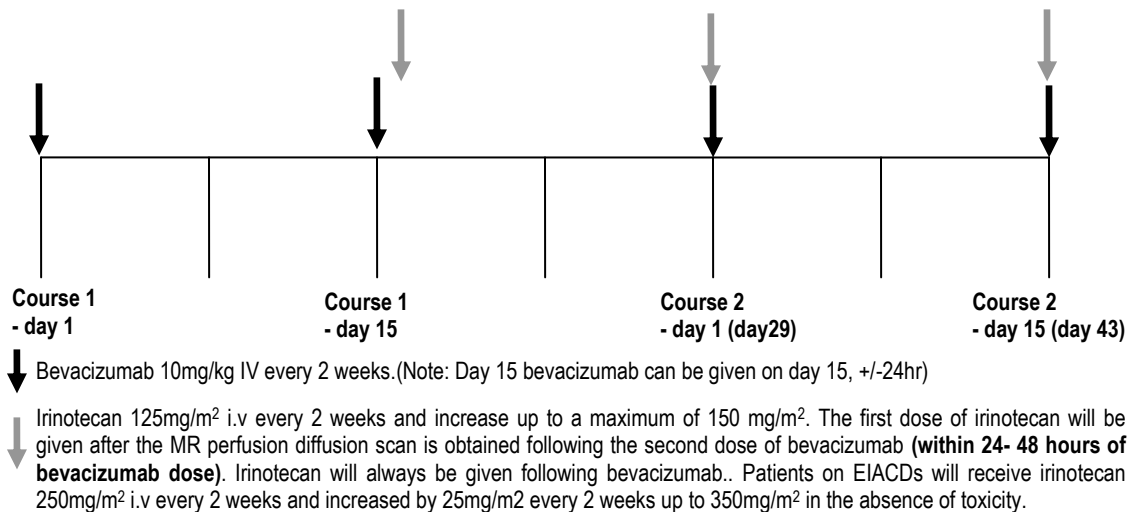 Course 1
- day 1
Course 1
- day 15
Course 2
- day 1 (day29)
Course 2
- day 15 (day 43)
Bevacizumab 10mg/kg IV every 2 weeks.(Note: Day 15 bevacizumab can be given on day 15, +/-24hr)
Irinotecan 125mg/m² i.v every 2 weeks and increase up to a maximum of 150 mg/m². The first dose of irinotecan will be
given after the MR perfusion diffusion scan is obtained following the second dose of bevacizumab (within 24- 48 hours of
bevacizumab dose). Irinotecan will always be given following bevacizumab.. Patients on EIACDs will receive irinotecan
250mg/m² i.v every 2 weeks and increased by 25mg/m2 every 2 weeks up to 350mg/m² in the absence of toxicity.